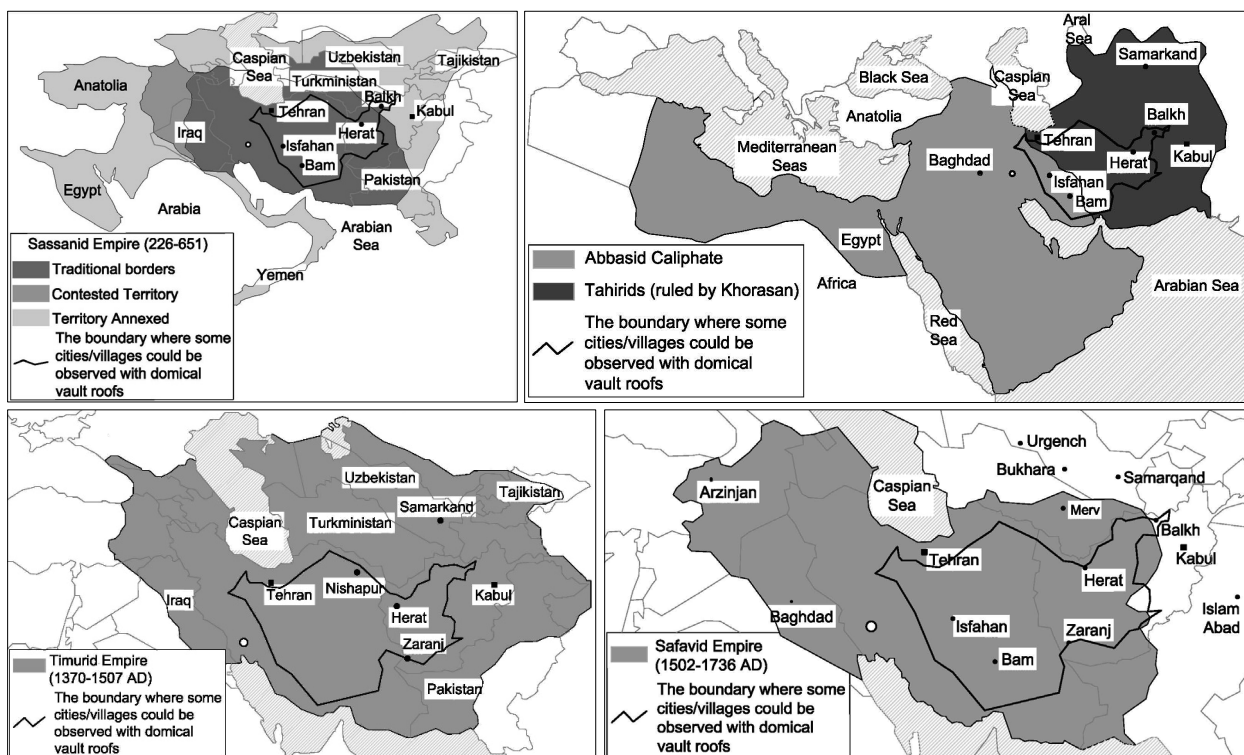 Caspian
Sea
Uzbekistan
Tajikistan
Turkministan
Anatolia
Balkh
Tehran
Kabul
Iraq
Herat
Isfahan
Bam
Pakistan
Egypt
Arabia
Arabian
Sea
Yemen
Sassanid Empire (226-651)
Traditional borders
Contested Territory
Territory Annexed
The boundary where some
cities/villages could be
observed with domical
vault roofs
Aral
Sea
Samarkand
Black Sea
Caspian
Sea
Anatolia
Balkh
Tehran
Mediterranean
Seas
Baghdad
Herat
Kabul
Isfahan
Bam
Egypt
Africa
Arabian Sea
Red
Sea
Abbasid Caliphate
Tahirids (ruled by Khorasan)
The boundary where some
cities/villages could be
observed with domical
vault roofs
Uzbekistan
Tajikistan
Samarkand
Caspian
Sea
Turkministan
Tehran
Nishapur
Kabul
Iraq
Herat
Zaranj
Pakistan
Timurid Empire
(1370-1507 AD)
The boundary where some
cities/villages could be
observed with domical
vault roofs
Urgench
Bukhara
Samarqand
Arzinjan
Caspian
Sea
Merv
Balkh
Tehran
Kabul
Herat
Baghdad
Islam
Abad
Isfahan
Zaranj
Bam
Safavid Empire
(1502-1736 AD)
The boundary where some
cities/villages could be
observed with domical
vault roofs